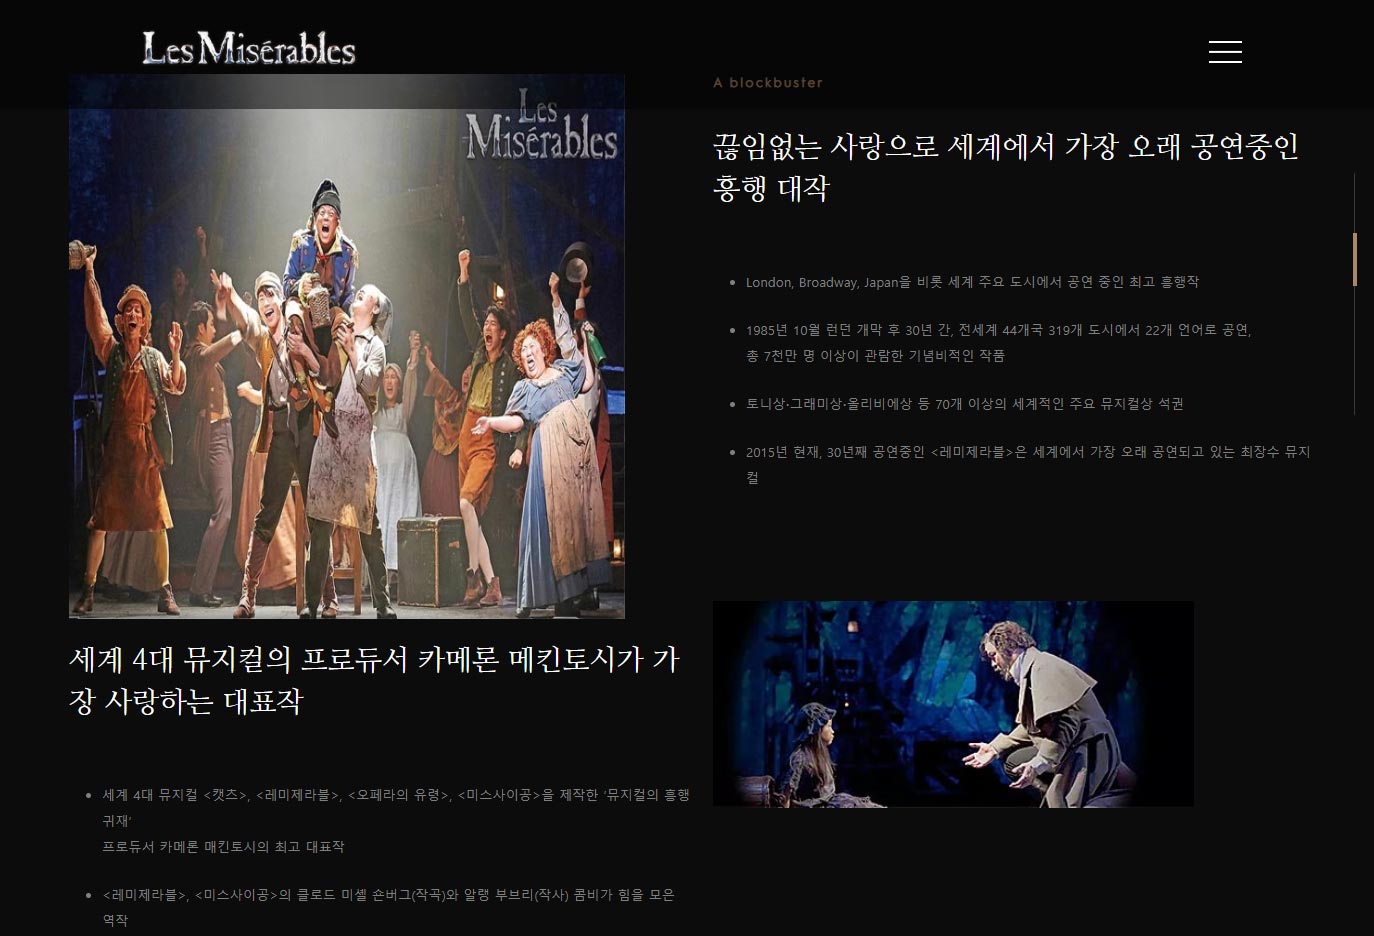 Les Misérables
Les
Misérables
세계 4대 뮤지컬의 프로듀서 카메론 매킨토시가 가
장 사랑하는 대표작
세계 4대 뮤지컬 <캣츠>, <레미제라블>, <오페라의 유령>, <미스사이공>을 제작한 ‘뮤지컬의 흥행
귀재’
프로듀서 카메론 매킨토시의 최고 대표작
<레미제라블>, <미스사이공>의 클로드 미셸 숀버그(작곡)와 알랭 부브리(작사) 콤비가 힘을 모은
역작
A blockbuster
끊임없는 사랑으로 세계에서 가장 오래 공연중인
흥행 대작
London, Broadway, Japan을 비롯 세계 주요 도시에서 공연 중인 최고 흥행작
1985년 10월 런던 개막 후 30년 간, 전세계 44개국 319개 도시에서 22개 언어로 공연,
총 7천만 명 이상이 관람한 기념비적인 작품
토니상·그래미상·올리비에상 등 70개 이상의 세계적인 주요 뮤지컬상 석권
2015년 현재, 30년째 공연중인 <레미제라블>은 세계에서 가장 오래 공연되고 있는 최장수 뮤지
컬